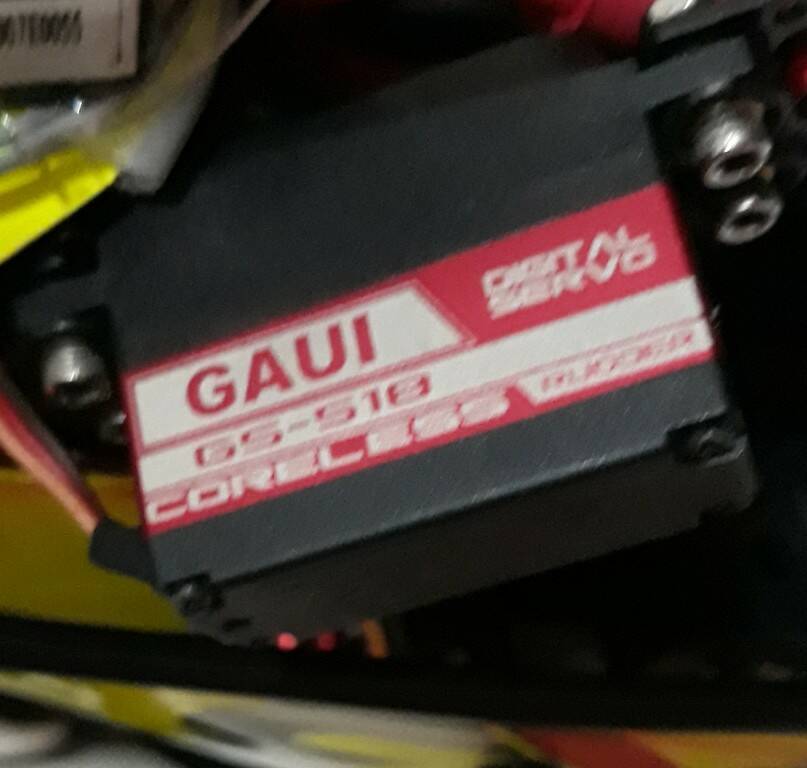 DIGITAL
SERVO
GAUI
GS-518
RUDDER
CORELESS